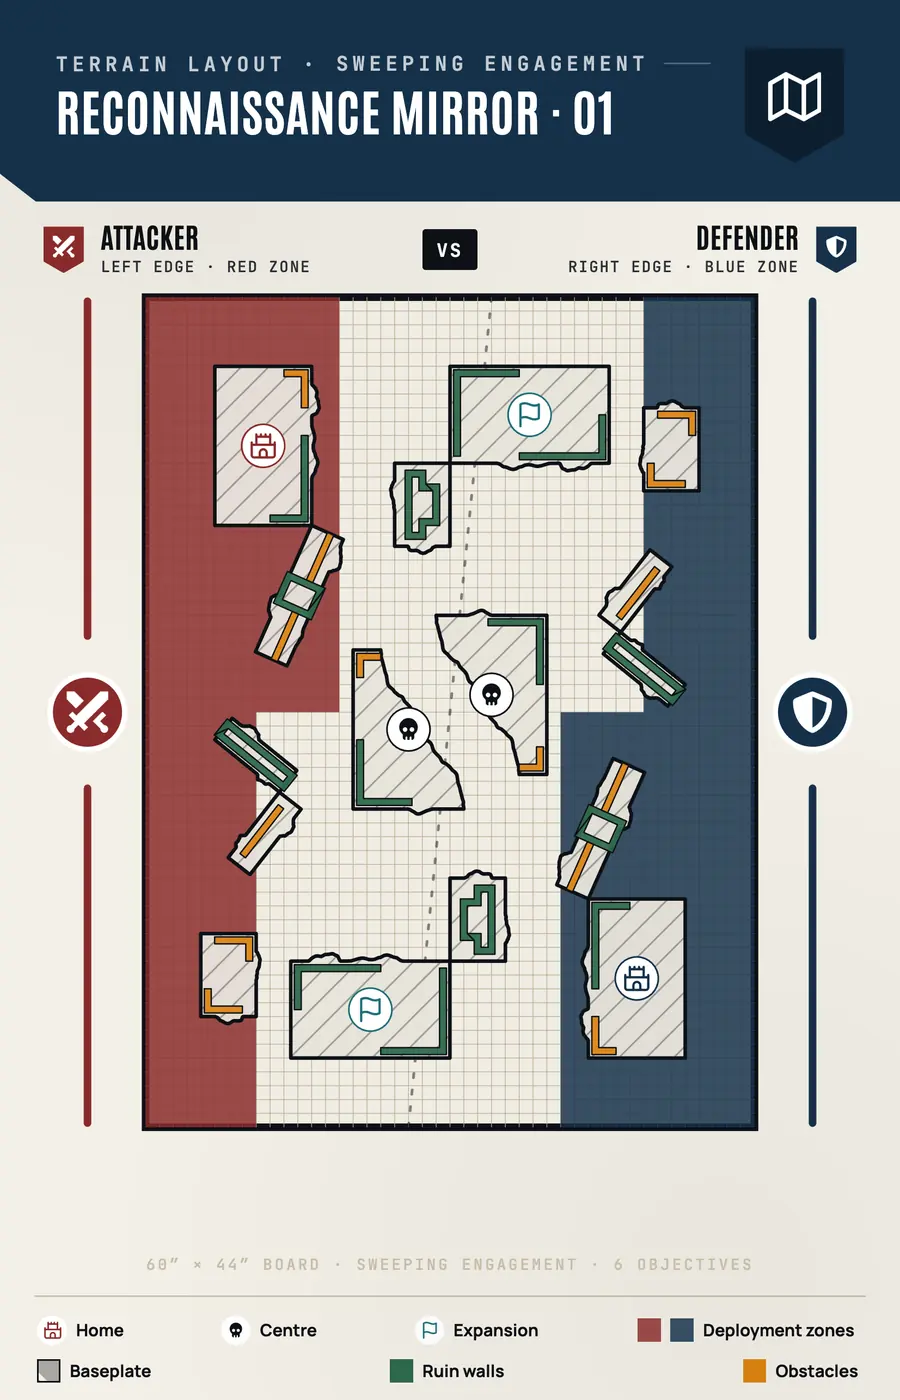 TERRAIN LAYOUT · SWEEPING ENGAGEMENT
RECONNAISSANCE MIRROR · 01
ATTACKER
LEFT EDGE · RED ZONE
VS
DEFENDER
RIGHT EDGE · BLUE ZONE
60″ × 44″ BOARD · SWEEPING ENGAGEMENT · 6 OBJECTIVES
Home
Centre
Expansion
Deployment zones
Baseplate
Ruin walls
Obstacles